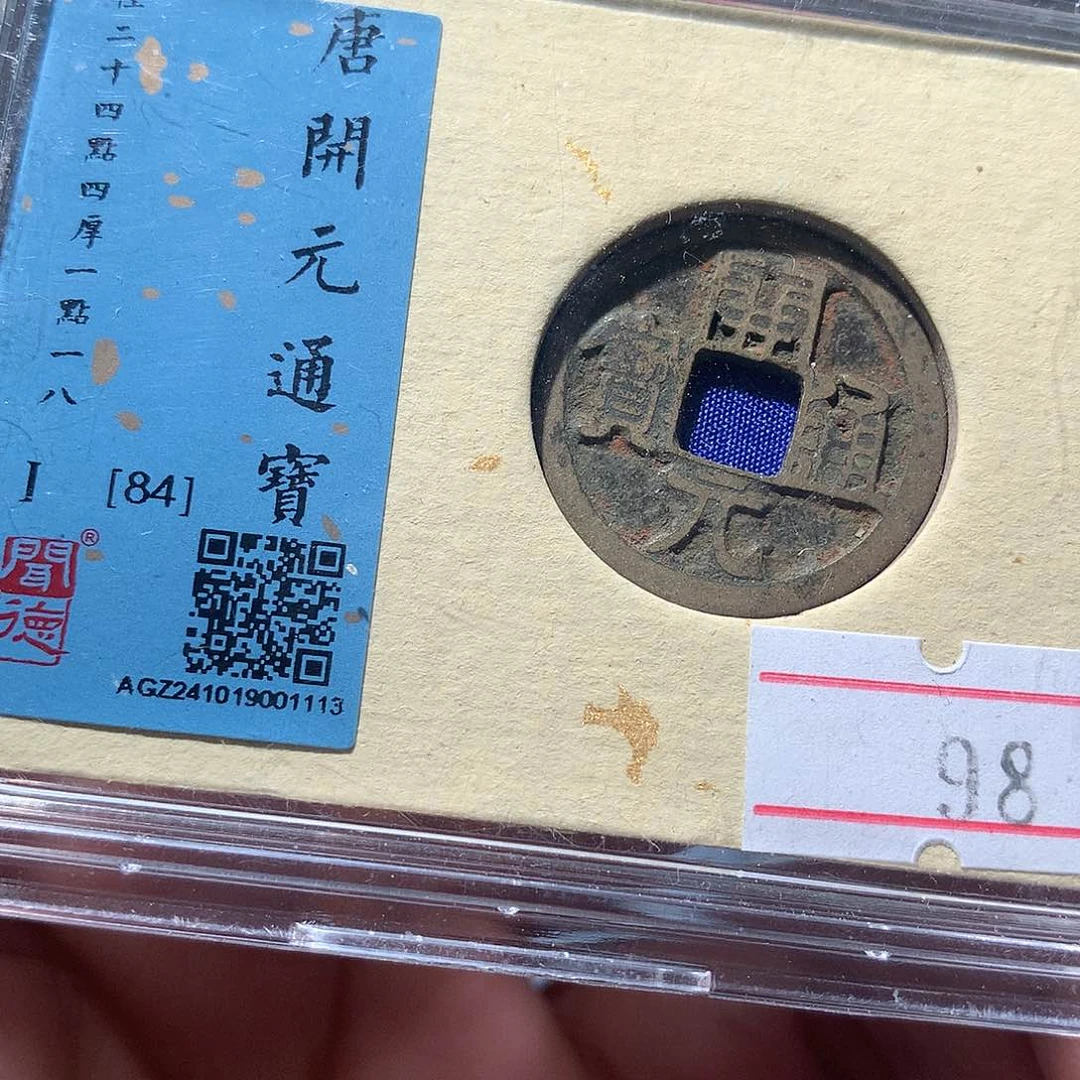 唐開元通寶
徑二十四點四厚一點一八
I [84]
聞德®
AGZ241019001113
開元通寶
98